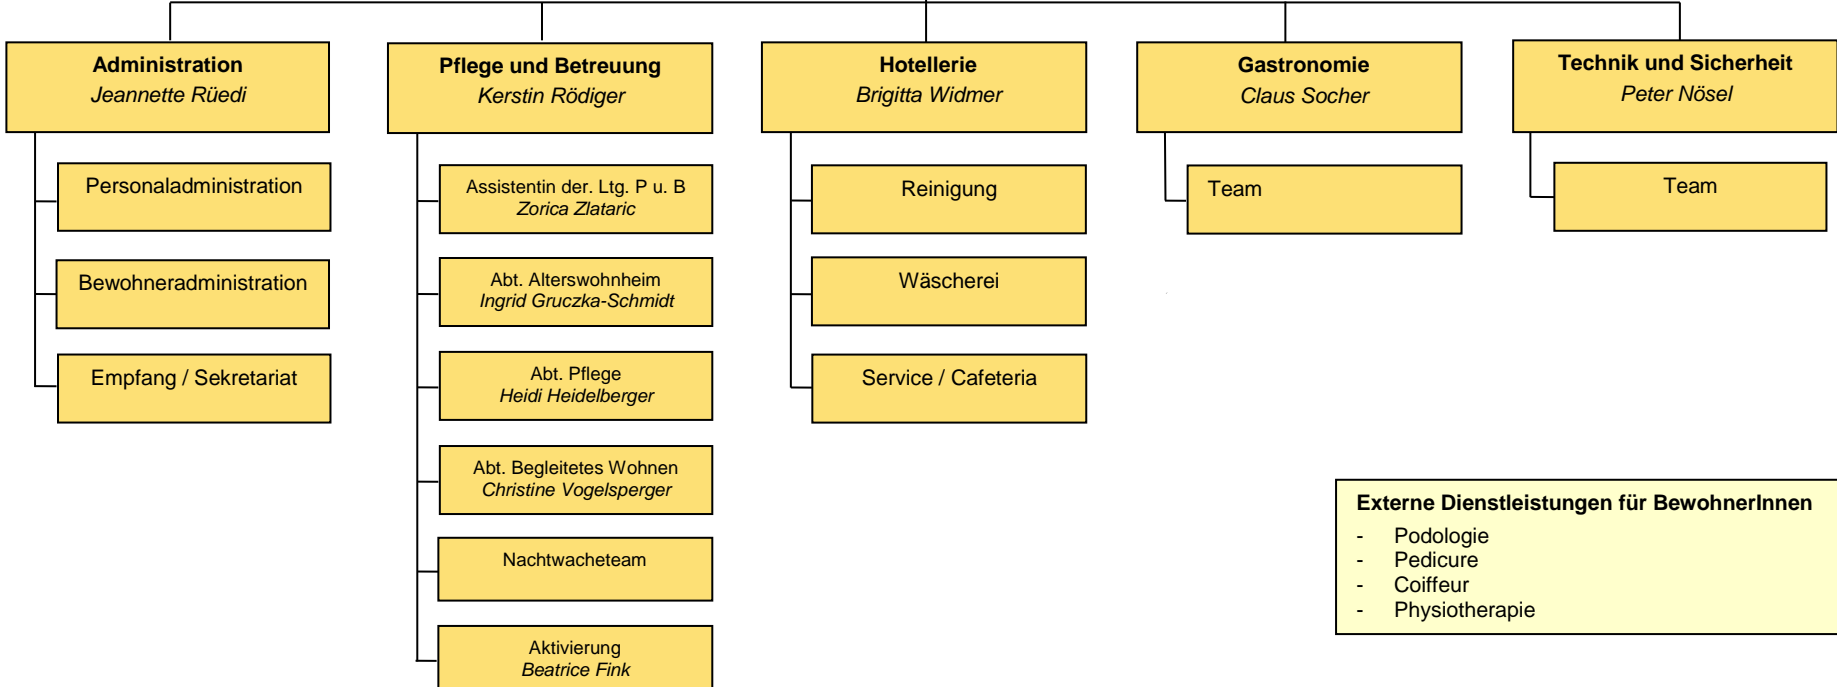 Administration
Jeannette Rüedi
Personaladministration
Bewohneradministration
Empfang / Sekretariat
Pflege und Betreuung
Kerstin Rödiger
Assistentin der. Ltg. P u. B
Zorica Zlataric
Abt. Alterswohnheim
Ingrid Gruczka-Schmidt
Abt. Pflege
Heidi Heidelberger
Abt. Begleitetes Wohnen
Christine Vogelsperger
Nachtwacheteam
Aktivierung
Beatrice Fink
Hotellerie
Brigitta Widmer
Reinigung
Wäscherei
Service / Cafeteria
Gastronomie
Claus Socher
Team
Technik und Sicherheit
Peter Nösel
Team
Externe Dienstleistungen für BewohnerInnen
- Podologie
- Pedicure
- Coiffeur
- Physiotherapie